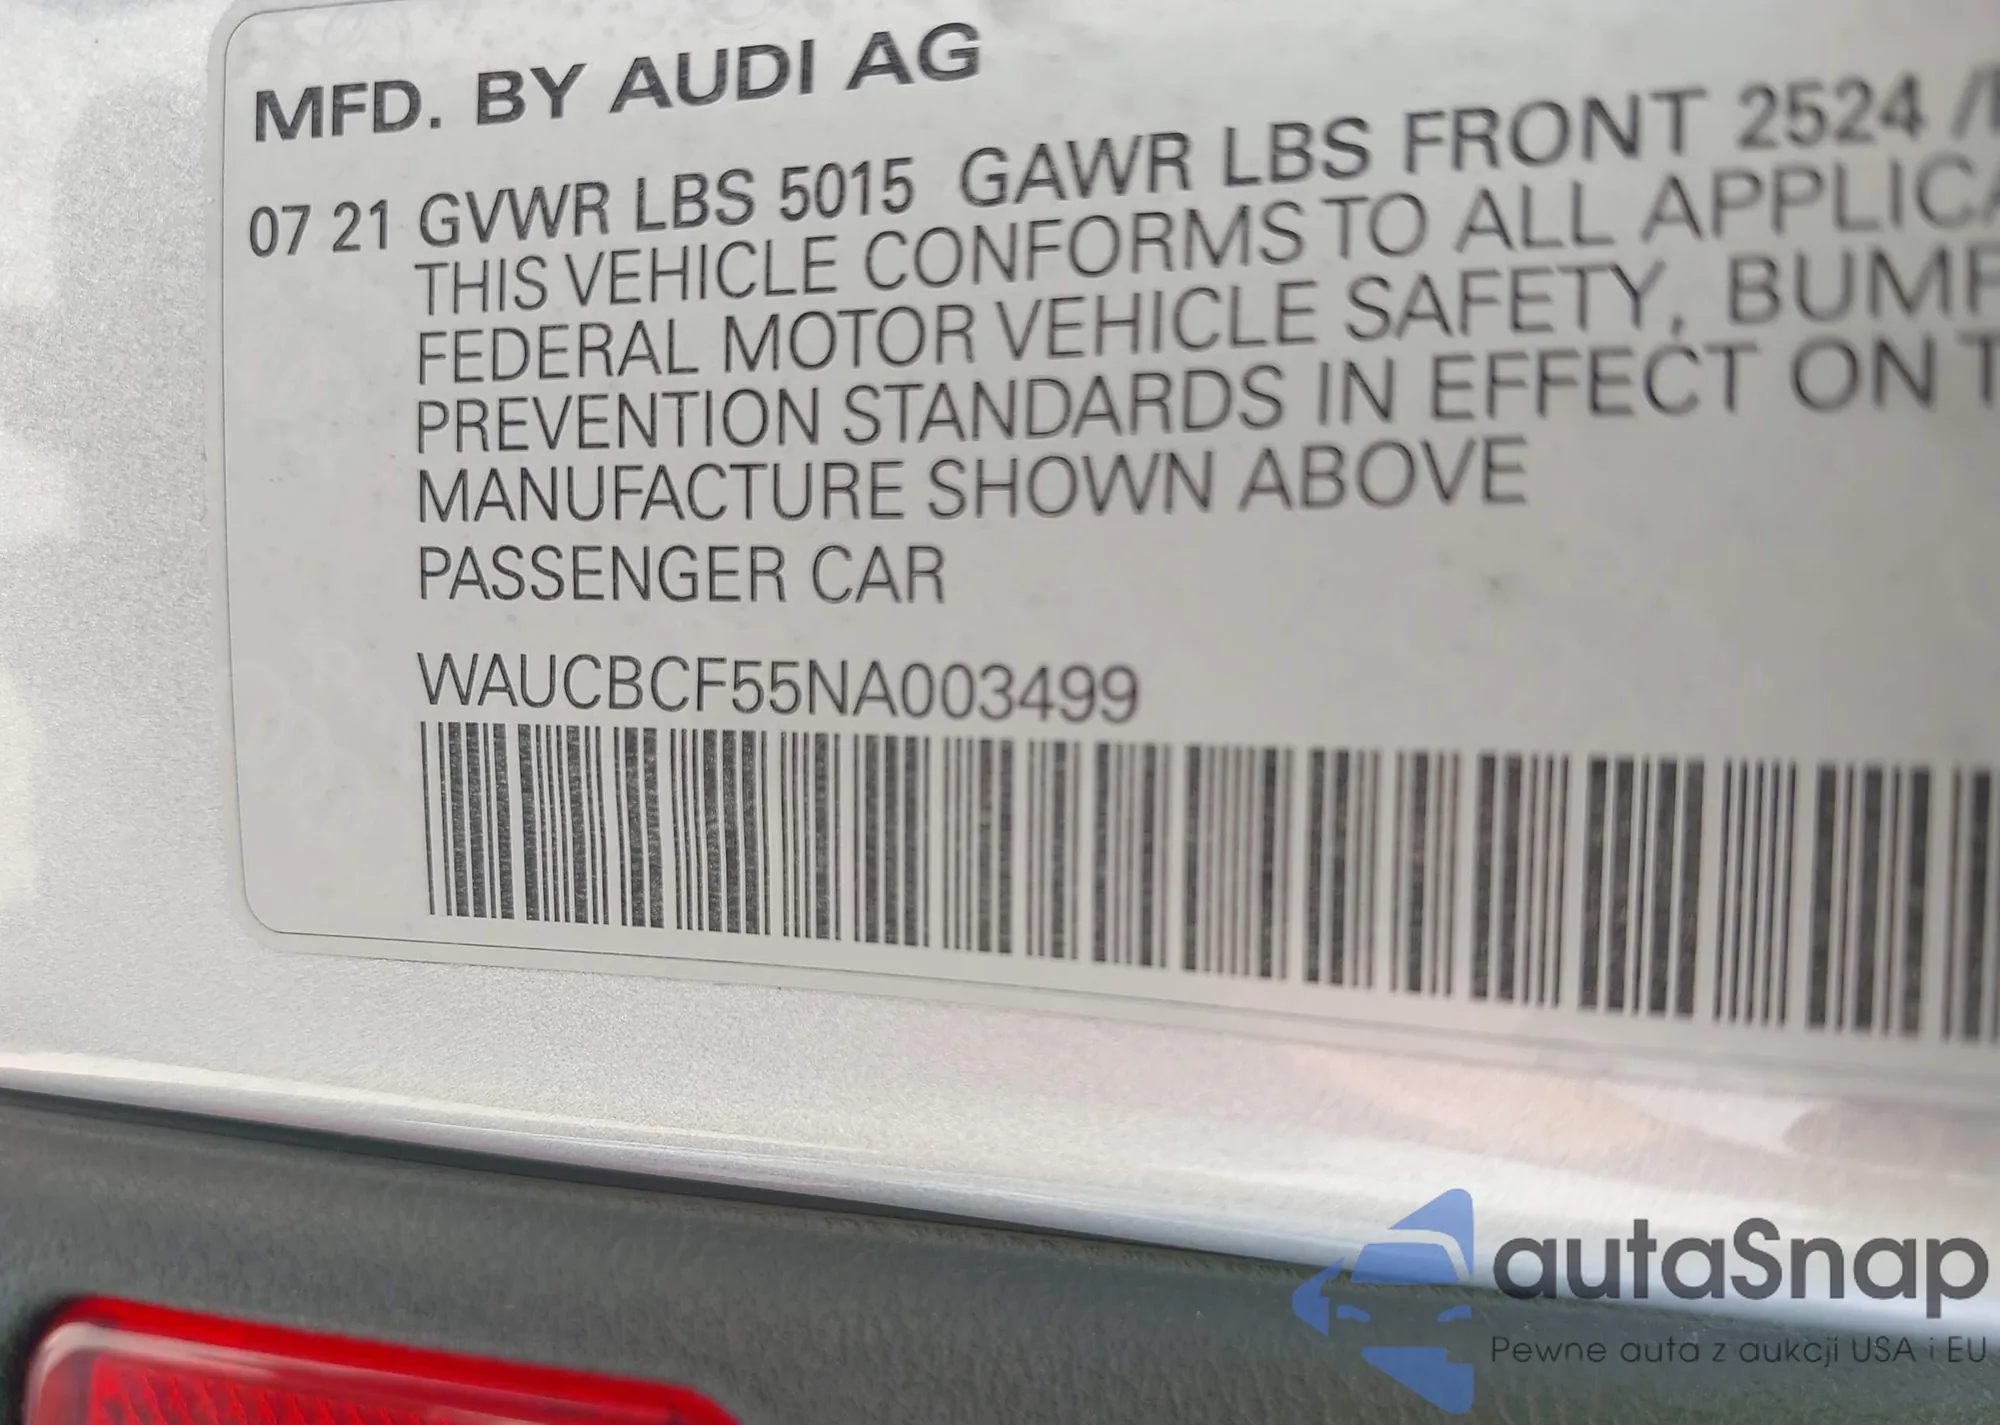 MFD. BY AUDI AG
07 21 GVWR LBS 5015 GAWR LBS FRONT 2524 /
THIS VEHICLE CONFORMS TO ALL
FEDERAL MOTOR VEHICLE SAFETY,
PREVENTION STANDARDS IN EFFECT ON
MANUFACTURE SHOWN ABOVE
PASSENGER CAR
WAUCBCF55NA003499
autaSnap
Pewne auta z aukcji USA i EU